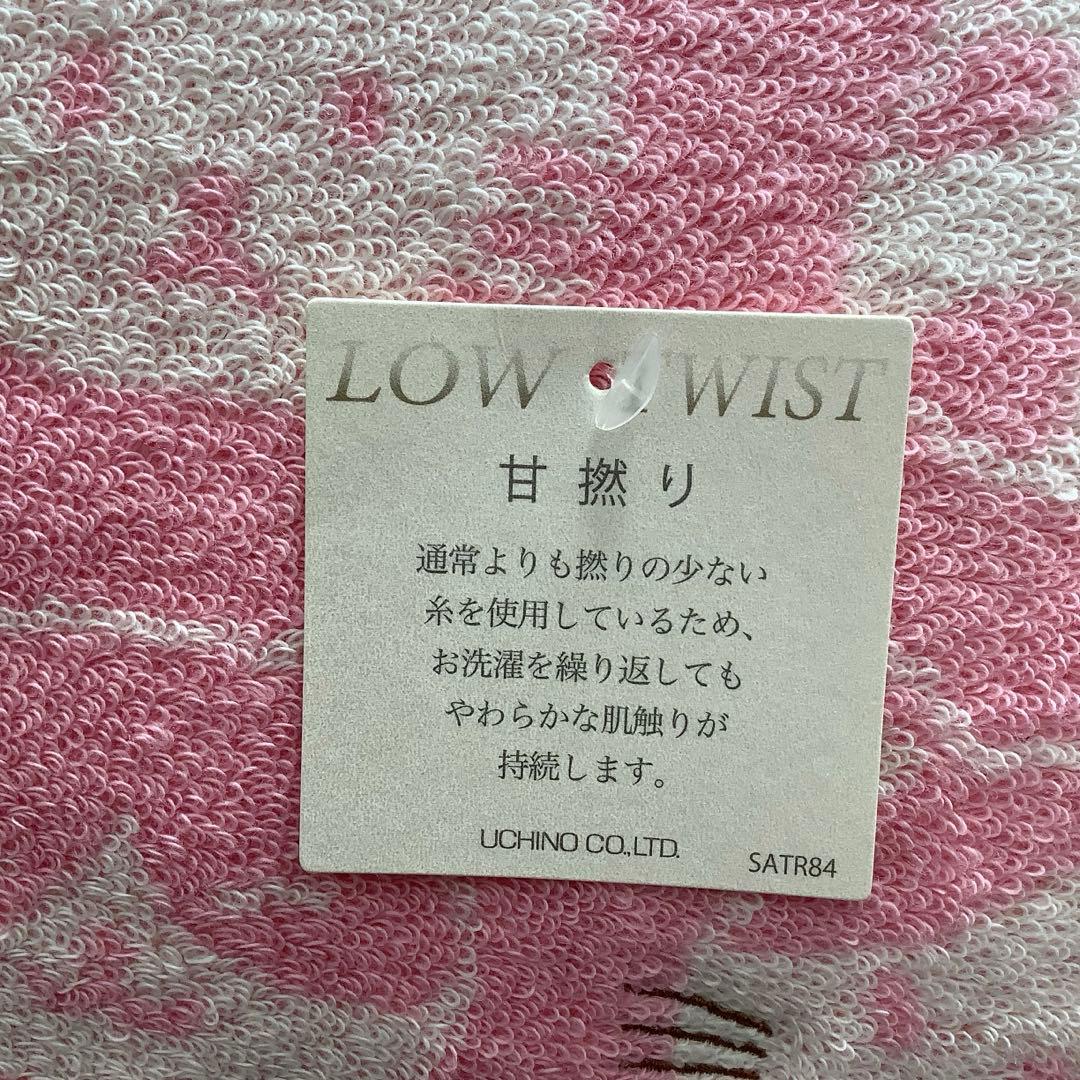 LOW TWIST
甘撚り
通常よりも撚りの少ない
糸を使用しているため、
お洗濯を繰り返しても
やわらかな肌触りが
持続します。
UCHINO CO.,LTD.
SATR84